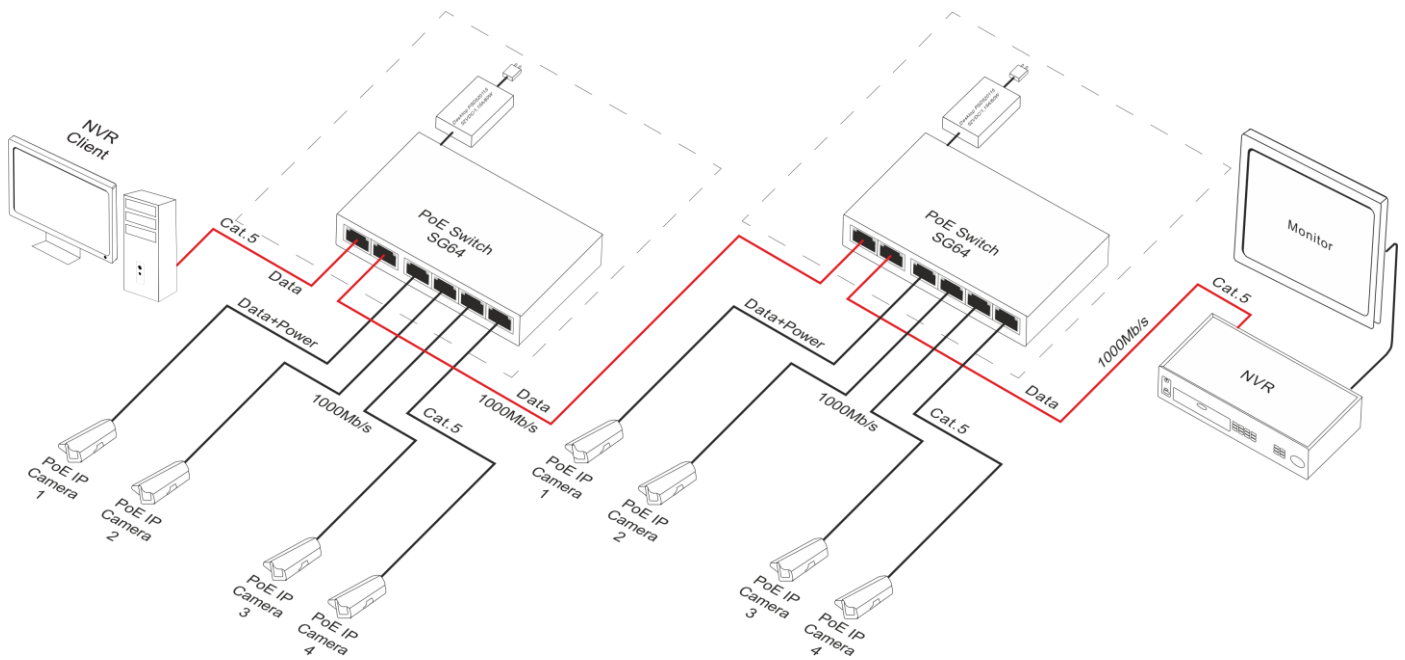 NVR
Client
Cat.5
Data
PoE Switch
SG64
Data+Power
1000Mb/s
Cat.5
Data
1000Mb/s
PoE IP
Camera
1
PoE IP
Camera
2
PoE IP
Camera
3
PoE IP
Camera
4
PoE Switch
SG64
Data+Power
1000Mb/s
Cat.5
Data
1000Mb/s
Cat.5
PoE IP
Camera
1
PoE IP
Camera
2
PoE IP
Camera
3
PoE IP
Camera
4
Monitor
NVR